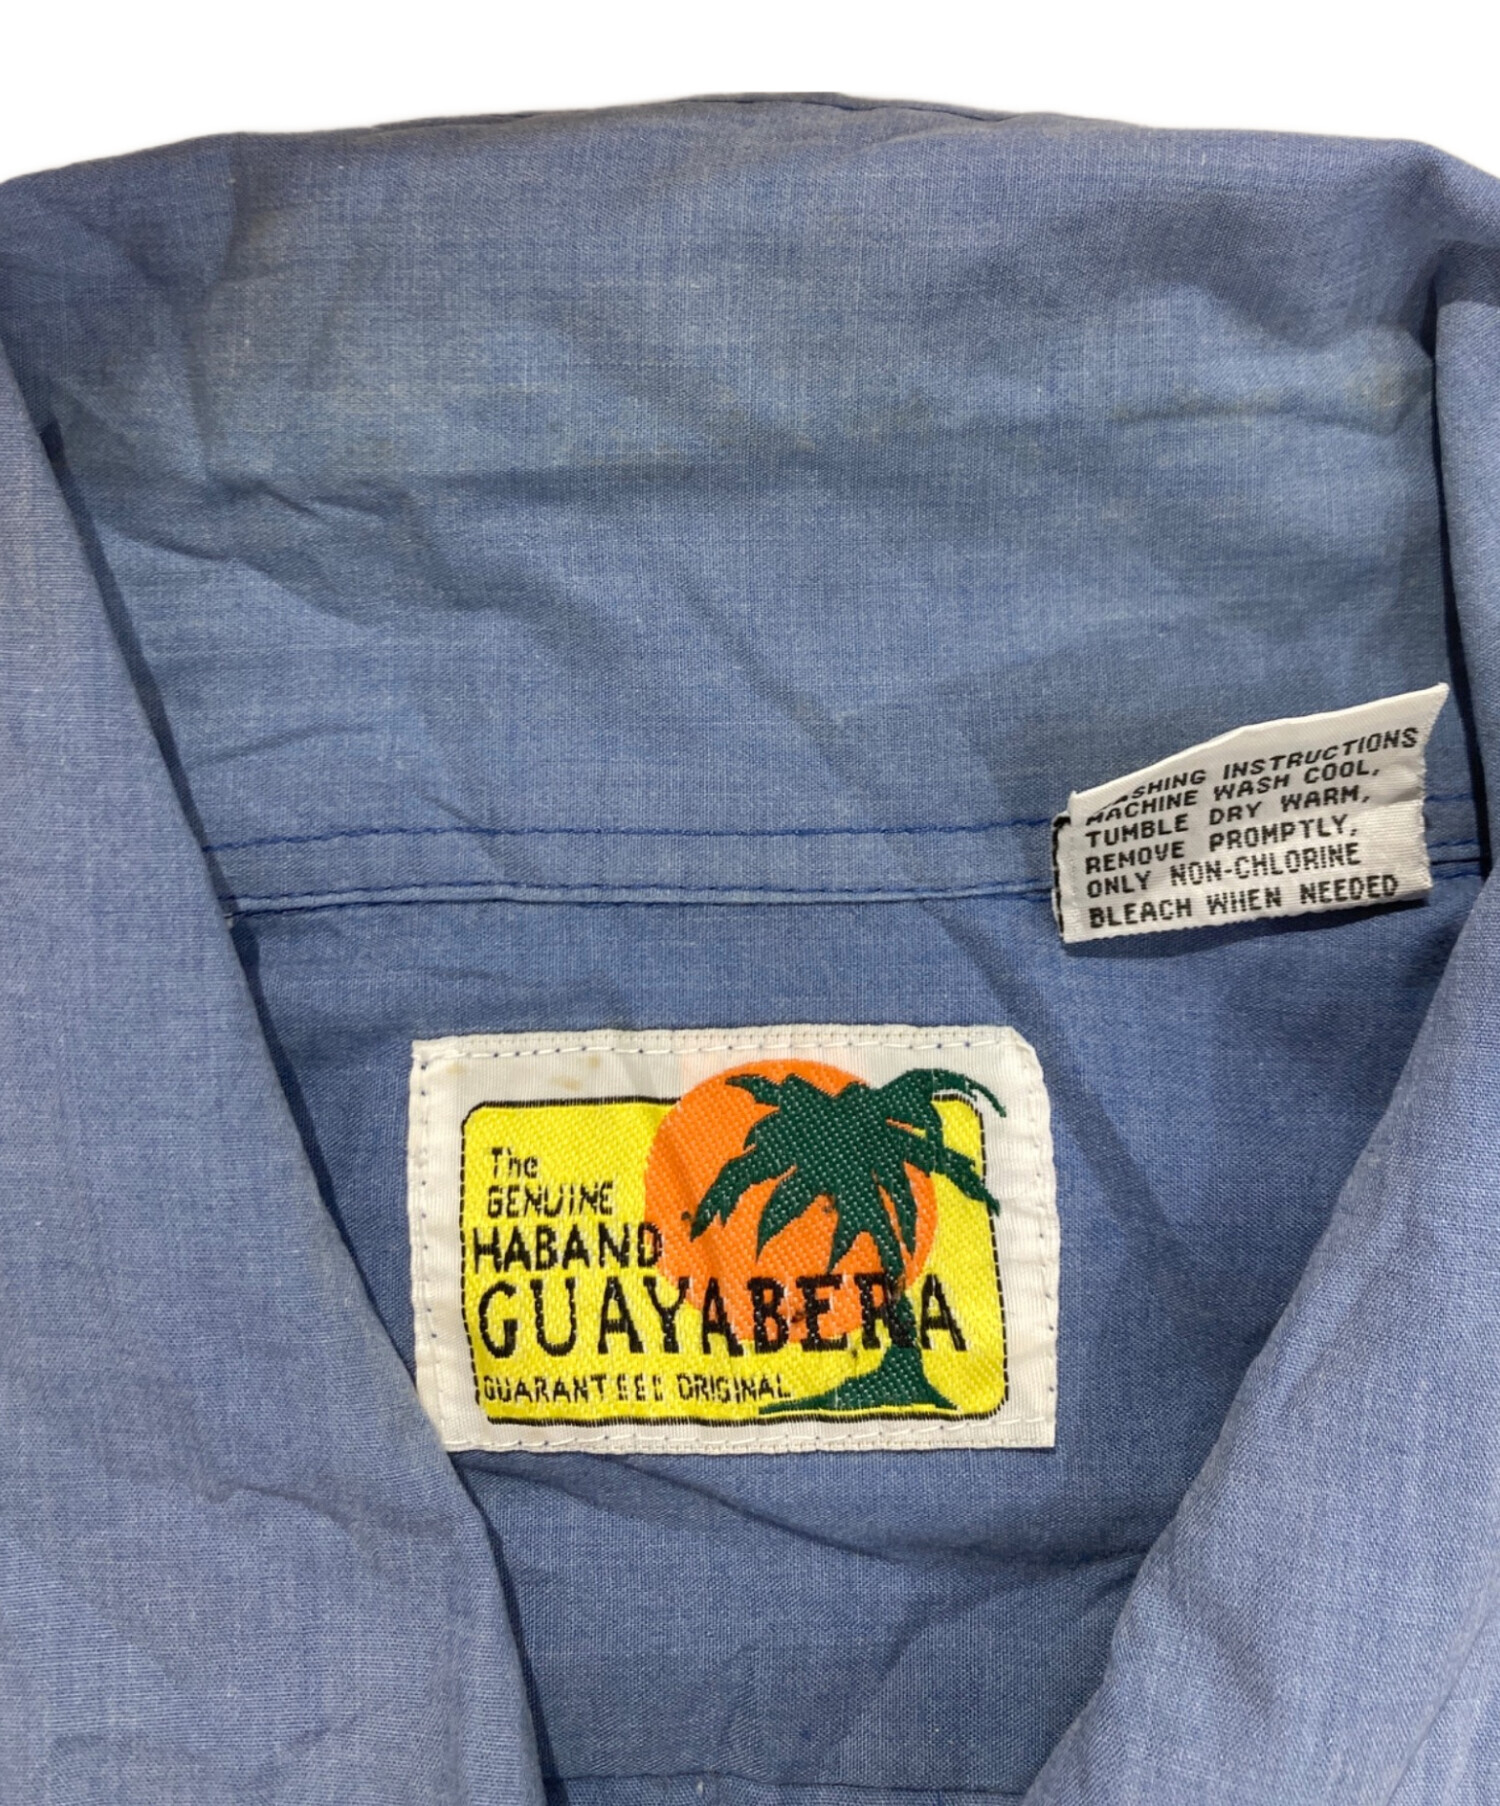 WASHING INSTRUCTIONS
MACHINE WASH COOL,
TUMBLE DRY WARM,
REMOVE PROMPTLY,
ONLY NON-CHLORINE
BLEACH WHEN NEEDED
The
GENUINE
HABAND
GUAYABERA
GUARANTEED ORIGINAL